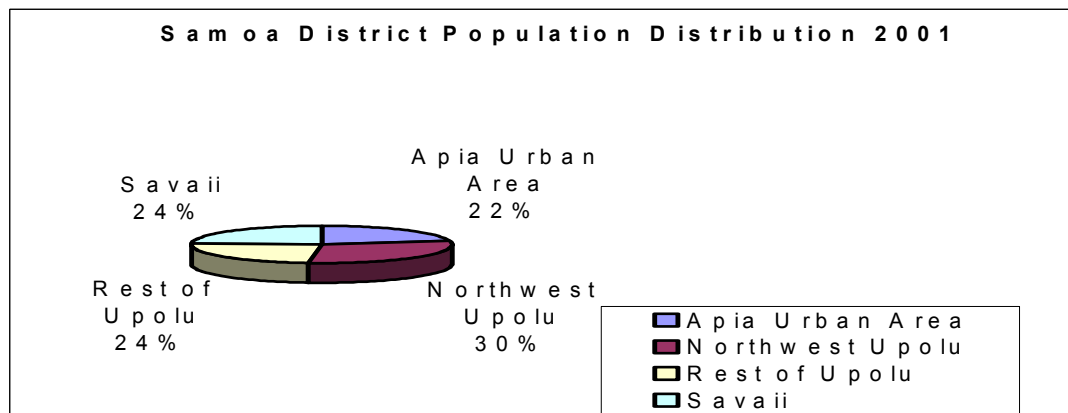 Samoa District Population Distribution 2001
Apia Urban
Area
22%
Savaii
24%
Rest of
Upolu
24%
Northwest
Upolu
30%
Apia Urban Area
Northwest Upolu
Rest of Upolu
Savaii